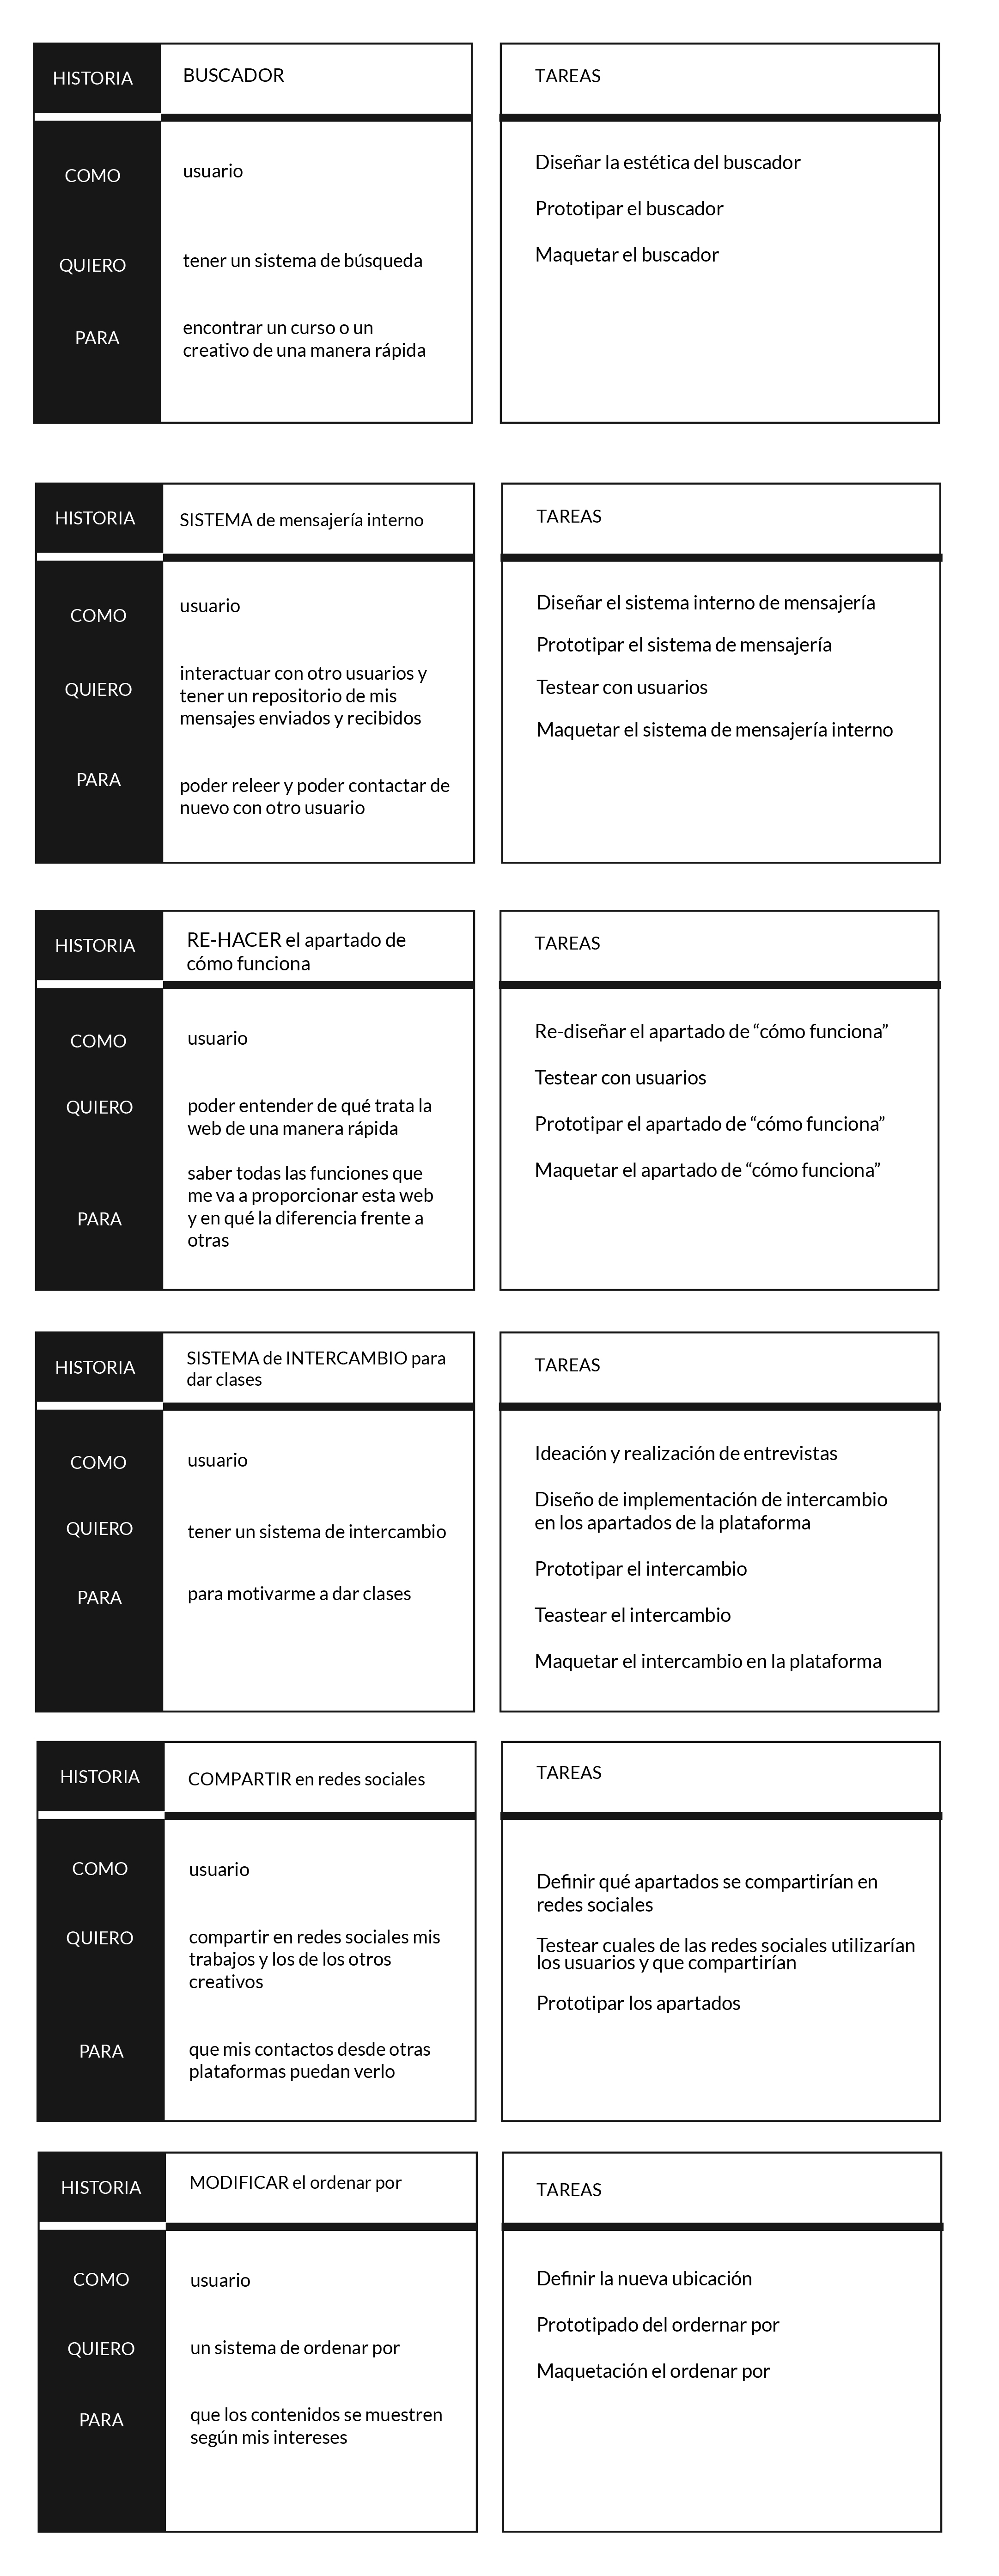 HISTORIA
BUSCADOR
COMO
usuario
QUIERO
tener un sistema de búsqueda
PARA
encontrar un curso o un
creativo de una manera rápida
TAREAS
Diseñar la estética del buscador
Prototipar el buscador
Maquetar el buscador
HISTORIA
SISTEMA de mensajería interno
COMO
usuario
QUIERO
interactuar con otro usuarios y
tener un repositorio de mis
mensajes enviados y recibidos
PARA
poder releer y poder contactar de
nuevo con otro usuario
TAREAS
Diseñar el sistema interno de mensajería
Prototipar el sistema de mensajería
Testear con usuarios
Maquetar el sistema de mensajería interno
HISTORIA
RE-HACER el apartado de
cómo funciona
COMO
usuario
QUIERO
poder entender de qué trata la
web de una manera rápida
PARA
saber todas las funciones que
me va a proporcionar esta web
y en qué la diferencia frente a
otras
TAREAS
Re-diseñar el apartado de “cómo funciona”
Testear con usuarios
Prototipar el apartado de “cómo funciona”
Maquetar el apartado de “cómo funciona”
HISTORIA
SISTEMA de INTERCAMBIO para
dar clases
COMO
usuario
QUIERO
tener un sistema de intercambio
PARA
para motivarme a dar clases
TAREAS
Ideación y realización de entrevistas
Diseño de implementación de intercambio
en los apartados de la plataforma
Prototipar el intercambio
Teastear el intercambio
Maquetar el intercambio en la plataforma
HISTORIA
COMPARTIR en redes sociales
COMO
usuario
QUIERO
compartir en redes sociales mis
trabajos y los de los otros
creativos
PARA
que mis contactos desde otras
plataformas puedan verlo
TAREAS
Definir qué apartados se compartirían en
redes sociales
Testear cuales de las redes sociales utilizarían
los usuarios y que compartirían
Prototipar los apartados
HISTORIA
MODIFICAR el ordenar por
COMO
usuario
QUIERO
un sistema de ordenar por
PARA
que los contenidos se muestren
según mis intereses
TAREAS
Definir la nueva ubicación
Prototipado del ordernar por
Maquetación el ordenar por